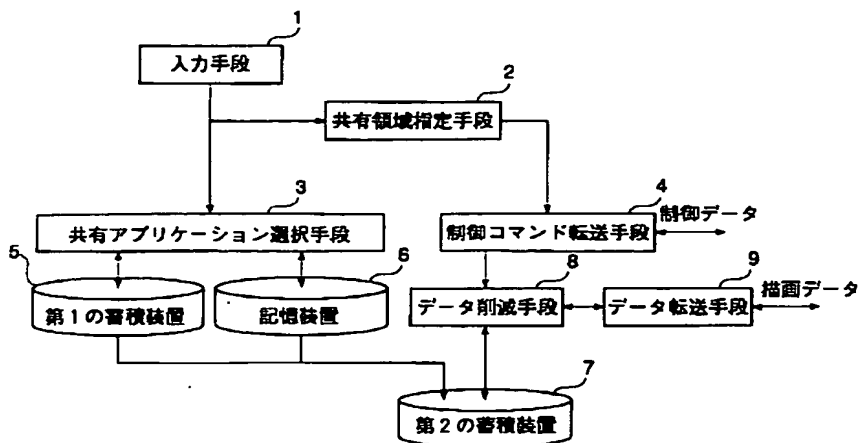 1
入力手段
2
共有領域指定手段
3
共有アプリケーション選択手段
4
制御コマンド転送手段
制御データ
5
第1の蓄積装置
6
記憶装置
8
データ削減手段
9
データ転送手段
描画データ
7
第2の蓄積装置